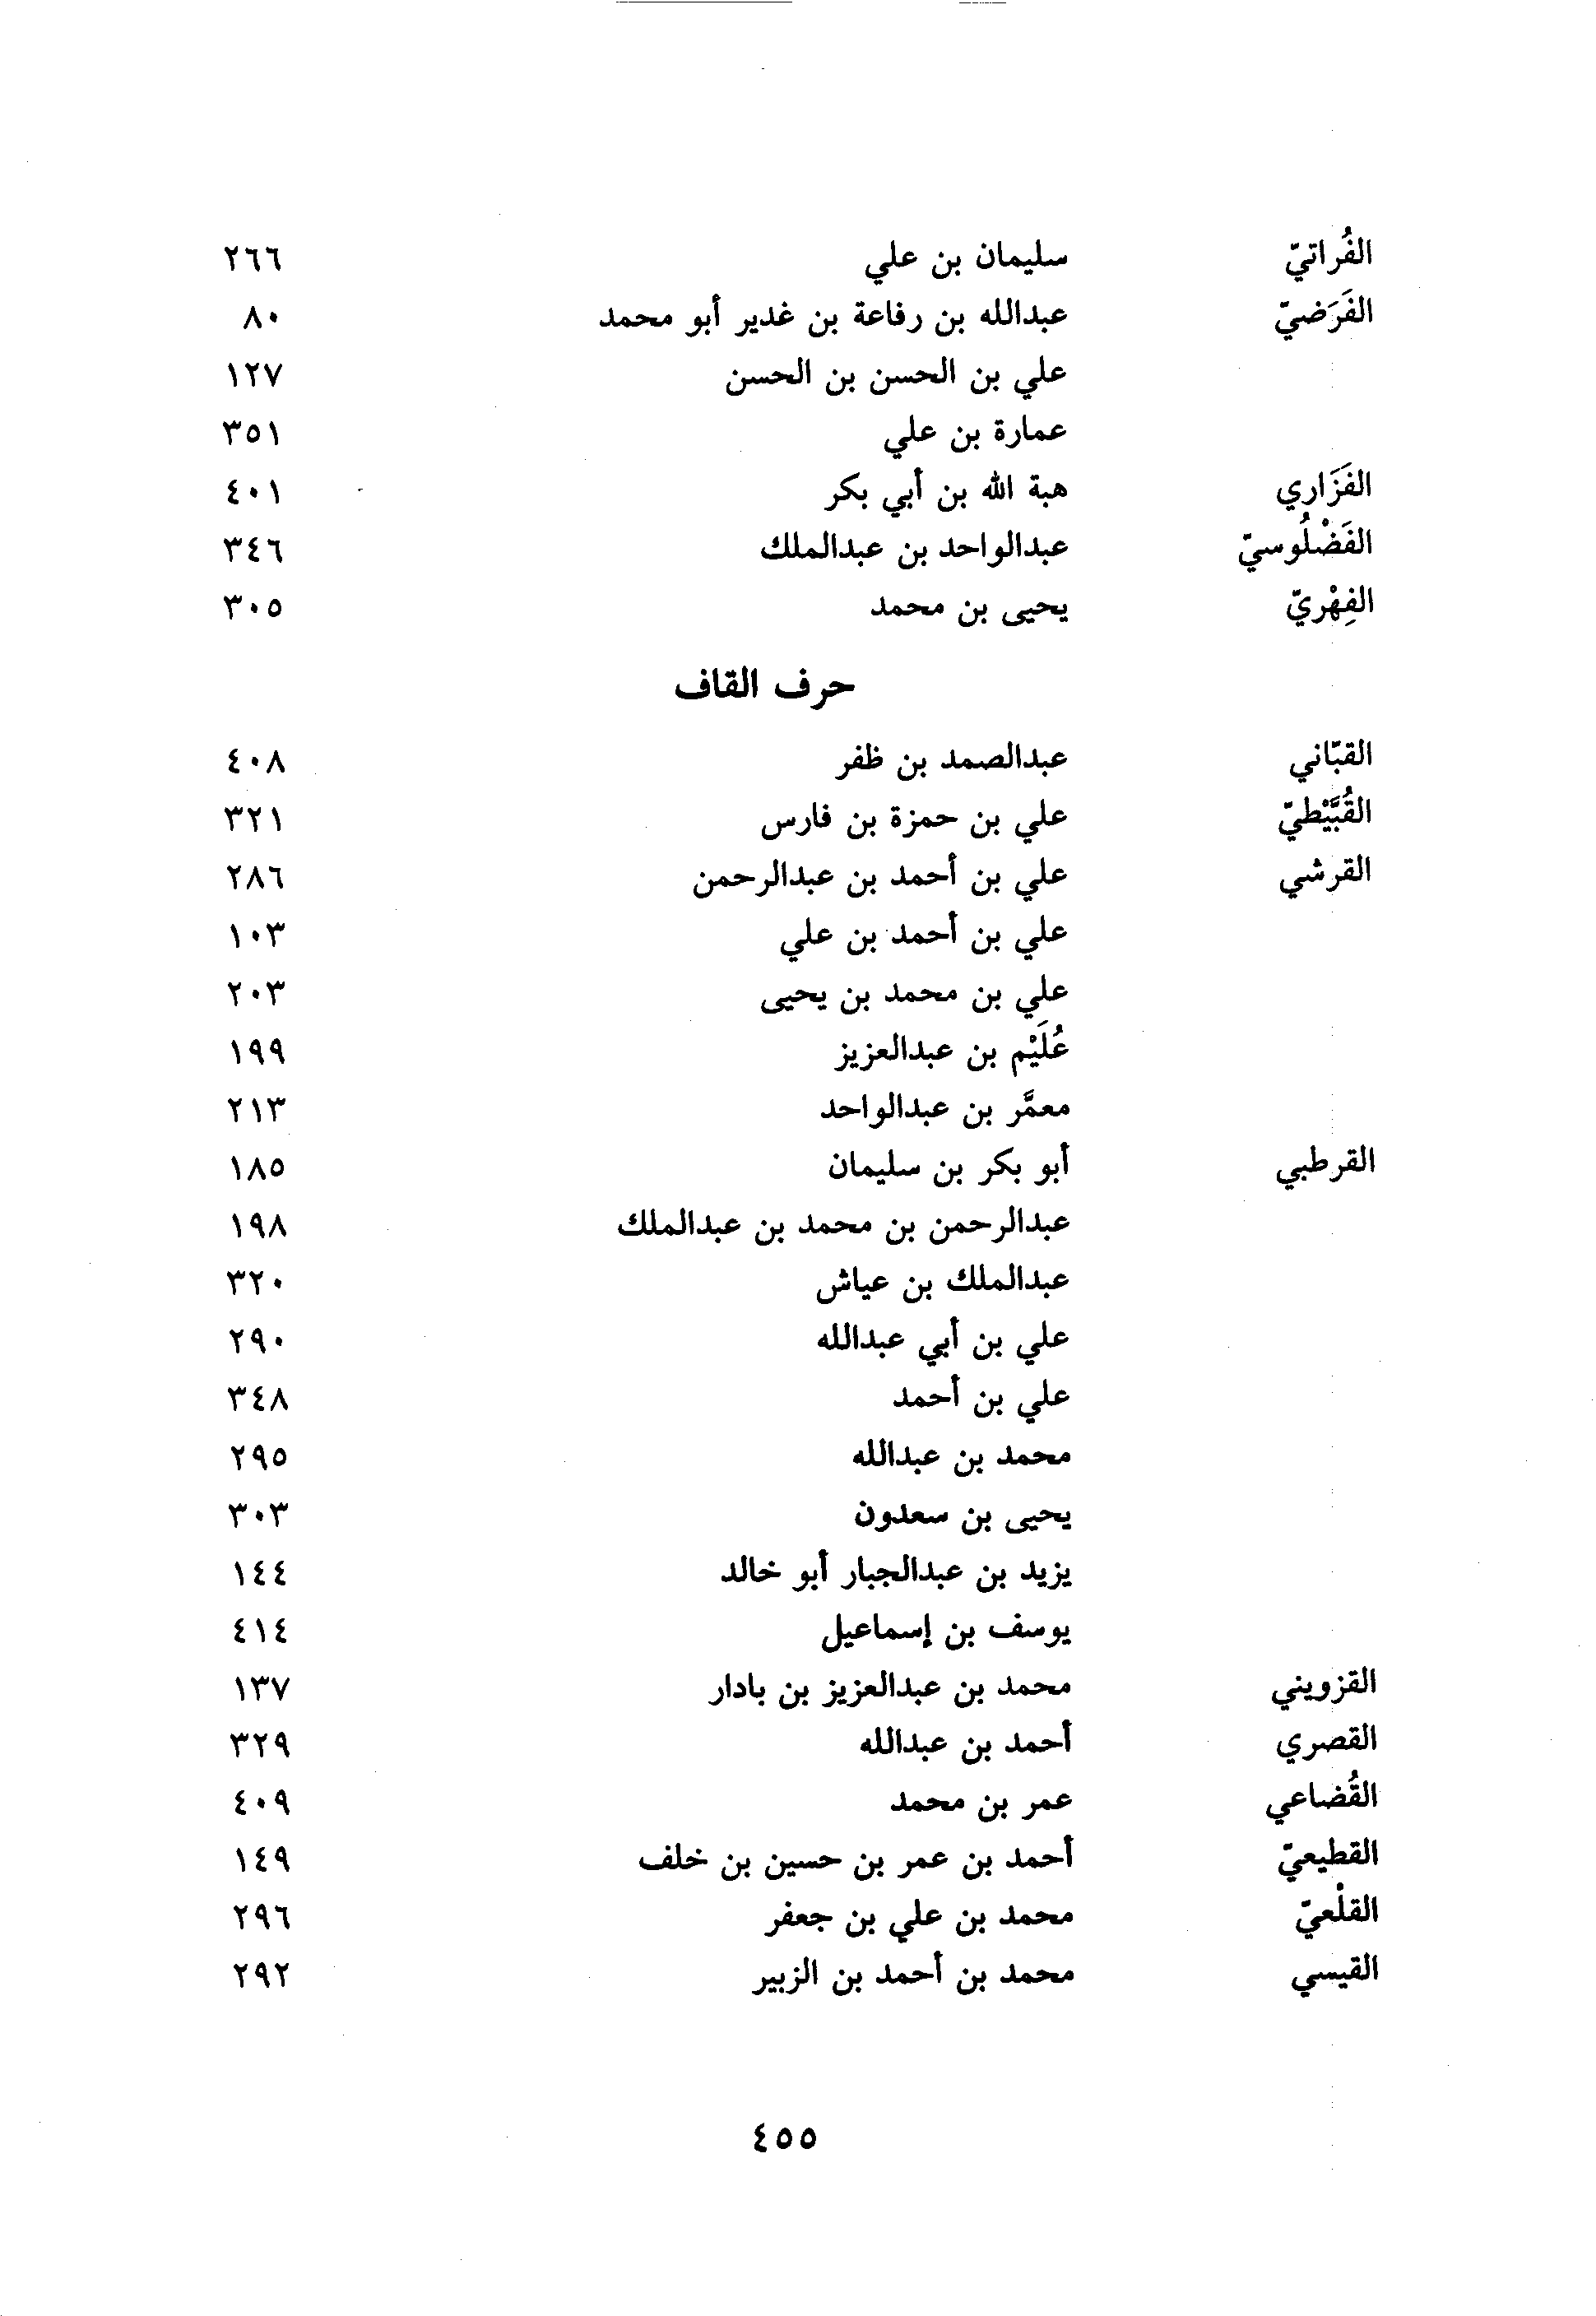 الفُراتيّ سليمان بن علي ٢٦٦
الفَرَضيّ عبدالله بن رفاعة بن غدير أبو محمد ٨٠
علي بن الحسن بن الحسن ١٢٧
عمارة بن علي ٣٥١
الفَزَاري هبة الله بن أبي بكر ٤٠١
الفَضْلُوسيّ عبدالواحد بن عبدالملك ٣٤٦
الفِهْريّ يحيى بن محمد ٣٠٥
حرف القاف
القبّاني عبدالصمد بن ظفر ٤٠٨
القُبَّيْطيّ علي بن حمزة بن فارس ٣٢١
القرشي علي بن أحمد بن عبدالرحمن ٢٨٦
علي بن أحمد بن علي ١٠٣
علي بن محمد بن يحيى ٢٠٣
عُلَيْم بن عبدالعزيز ١٩٩
معمَّر بن عبدالواحد ٢١٣
القرطبي أبو بكر بن سليمان ١٨٥
عبدالرحمن بن محمد بن عبدالملك ١٩٨
عبدالملك بن عياش ٣٢٠
علي بن أبي عبدالله ٢٩٠
علي بن أحمد ٣٤٨
محمد بن عبدالله ٢٩٥
يحيى بن سعدون ٣٠٣
يزيد بن عبدالجبار أبو خالد ١٤٤
يوسف بن إسماعيل ٤١٤
القزويني محمد بن عبدالعزيز بن بادار ١٣٧
القصري أحمد بن عبدالله ٣٢٩
القُضاعي عمر بن محمد ٤٠٩
القطيعيّ أحمد بن عمر بن حسين بن خلف ١٤٩
القلْعيّ محمد بن علي بن جعفر ٢٩٦
القيسي محمد بن أحمد بن الزبير ٢٩٢
٤٥٥